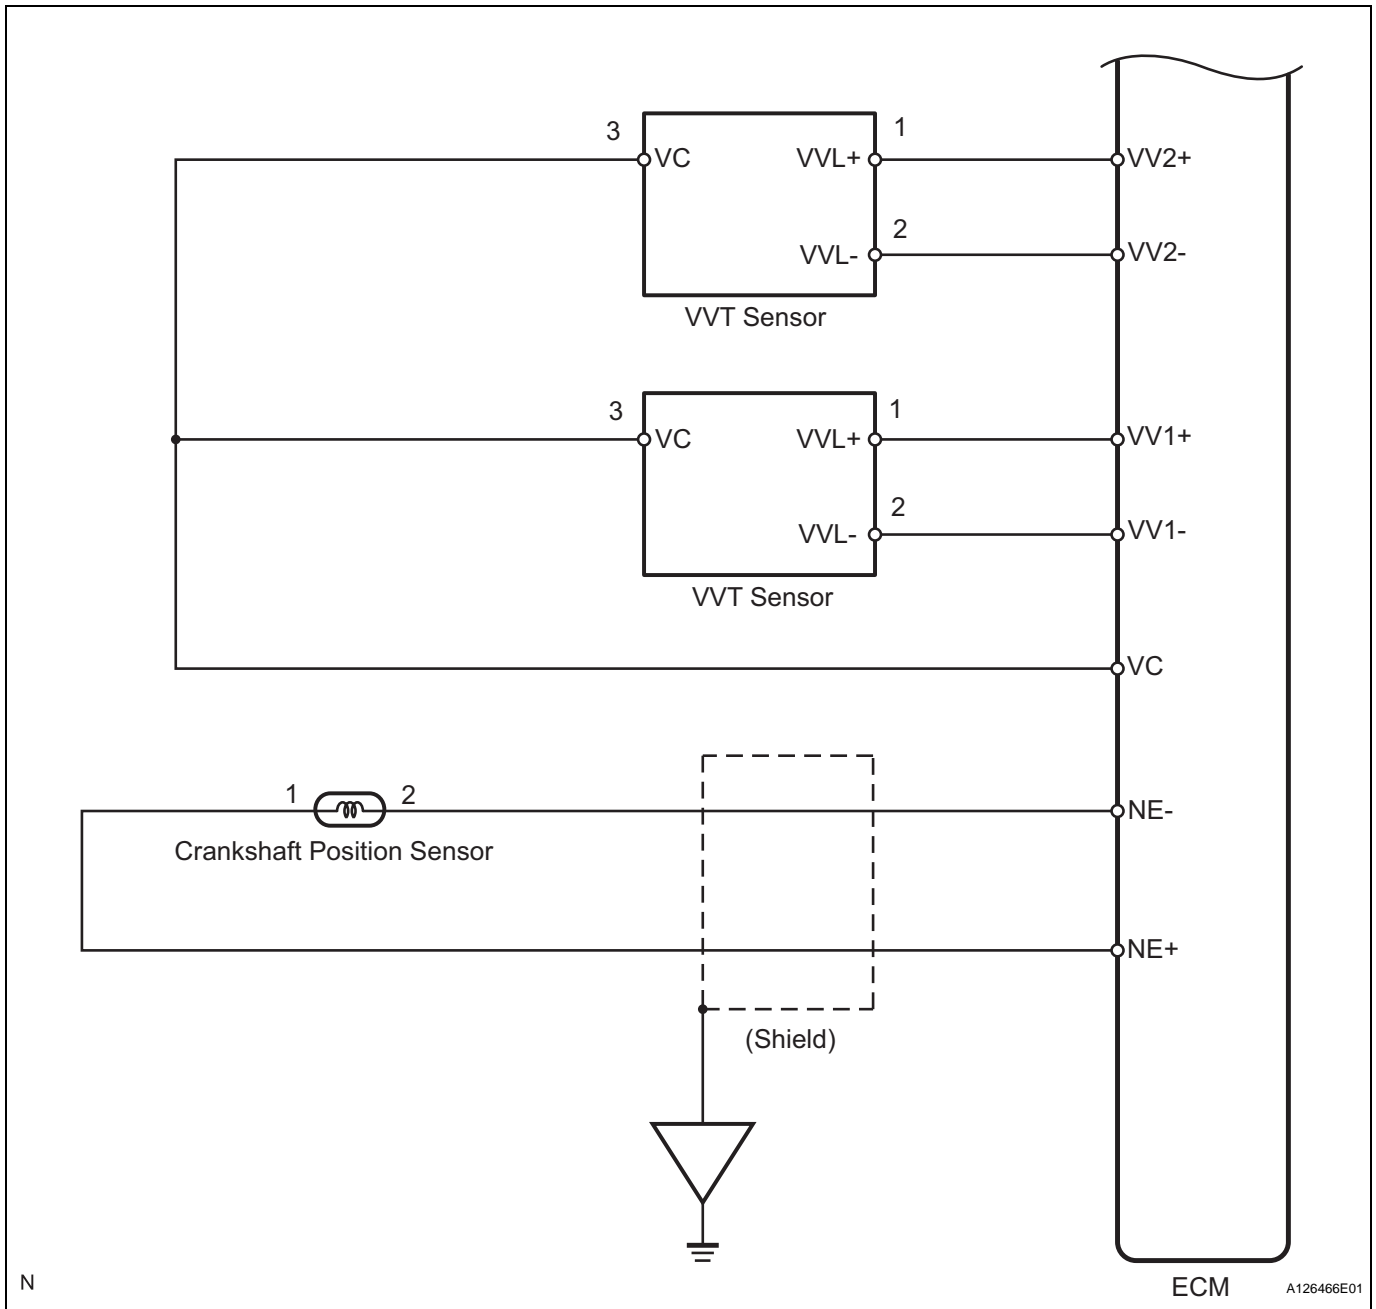 3 VC VVL+ 1 VV2+
VVL- 2 VV2-
VVT Sensor
3 VC VVL+ 1 VV1+
VVL- 2 VV1-
VVT Sensor
VC
1 2 NE-
Crankshaft Position Sensor
NE+
(Shield)
N ECM A126466E01